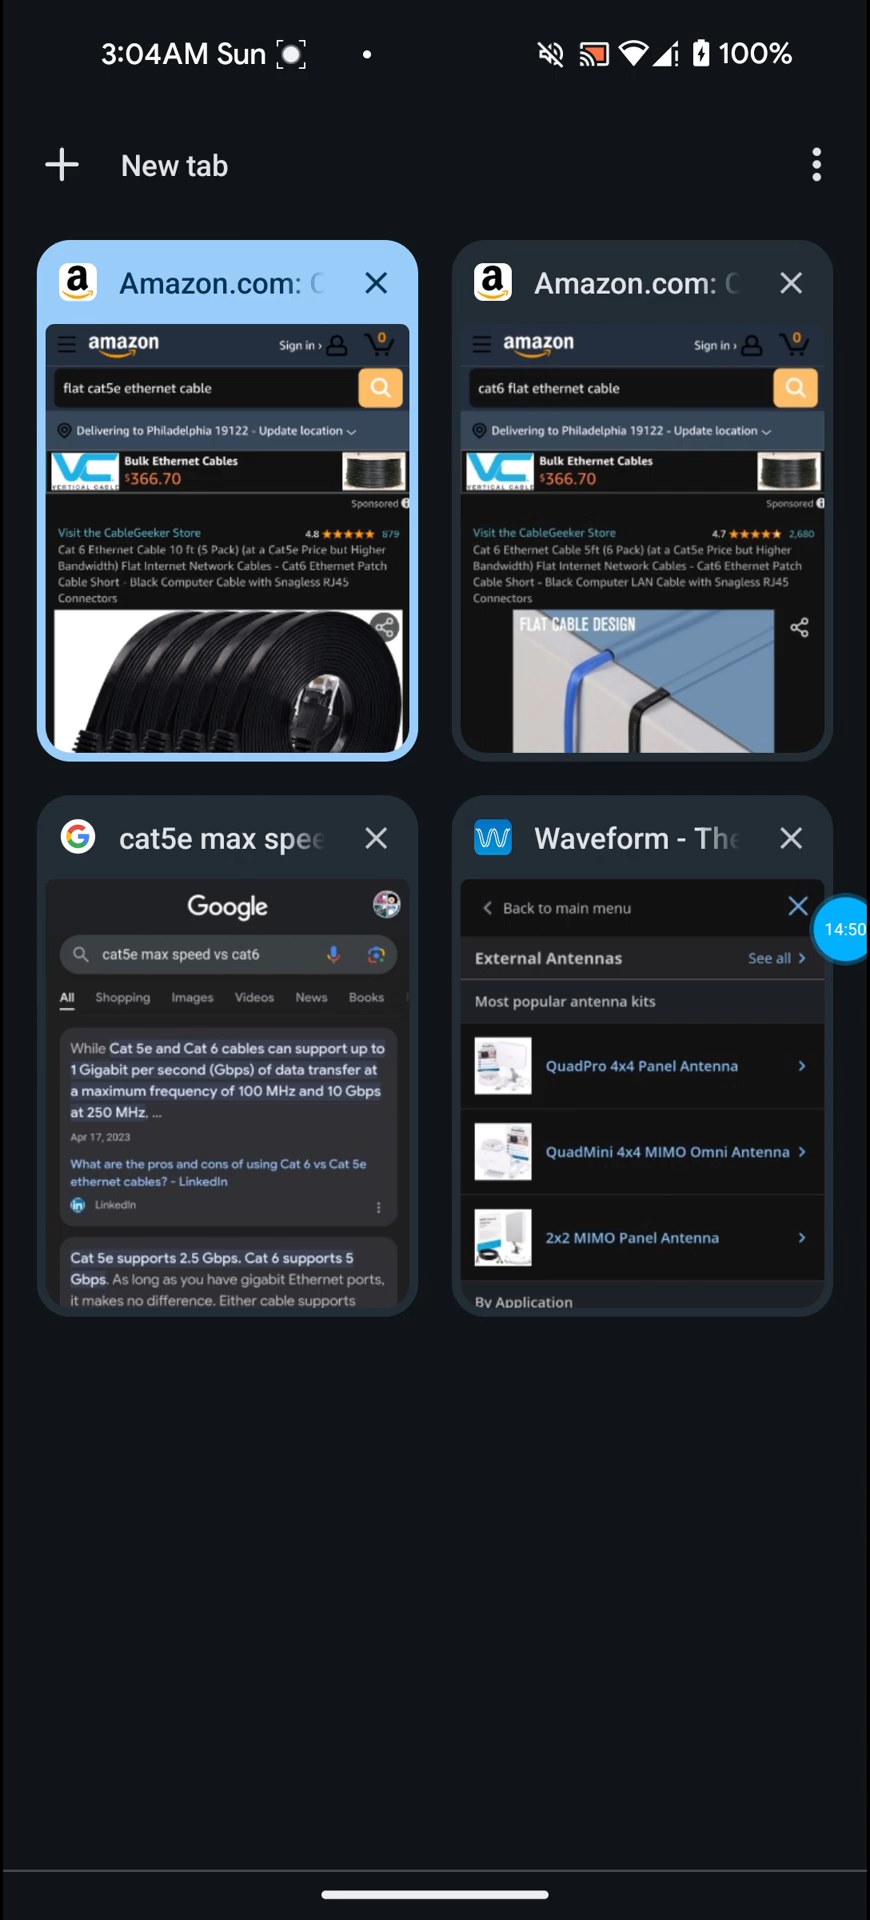 3:04AM Sun
100%
New tab
Amazon.com:
amazon
Sign in ›
0
flat cat5e ethernet cable
Delivering to Philadelphia 19122 - Update location
VC
VERTICAL CABLE
Bulk Ethernet Cables
$366.70
Sponsored
Visit the CableGeeker Store
4.8
879
Cat 6 Ethernet Cable 10 ft (5 Pack) (at a Cat5e Price but Higher
Bandwidth) Flat Internet Network Cables - Cat6 Ethernet Patch
Cable Short - Black Computer Cable with Snagless RJ45
Connectors
Amazon.com:
amazon
Sign in ›
0
cat6 flat ethernet cable
Delivering to Philadelphia 19122 - Update location
VC
VERTICAL CABLE
Bulk Ethernet Cables
$366.70
Sponsored
Visit the CableGeeker Store
4.7
2,680
Cat 6 Ethernet Cable 5ft (6 Pack) (at a Cat5e Price but Higher
Bandwidth) Flat Internet Network Cables - Cat6 Ethernet Patch
Cable Short - Black Computer LAN Cable with Snagless RJ45
Connectors
FLAT CABLE DESIGN
cat5e max spee
Google
cat5e max speed vs cat6
All Shopping Images Videos News Books
While Cat 5e and Cat 6 cables can support up to
1 Gigabit per second (Gbps) of data transfer at
a maximum frequency of 100 MHz and 10 Gbps
at 250 MHz, ...
Apr 17, 2023
What are the pros and cons of using Cat 6 vs Cat 5e
ethernet cables? - LinkedIn
in
LinkedIn
Cat 5e supports 2.5 Gbps. Cat 6 supports 5
Gbps. As long as you have gigabit Ethernet ports,
it makes no difference. Either cable supports
Waveform - The
Back to main menu
External Antennas
See all
Most popular antenna kits
QuadPro 4x4 Panel Antenna
QuadMini 4x4 MIMO Omni Antenna
2x2 MIMO Panel Antenna
By Application
14:50